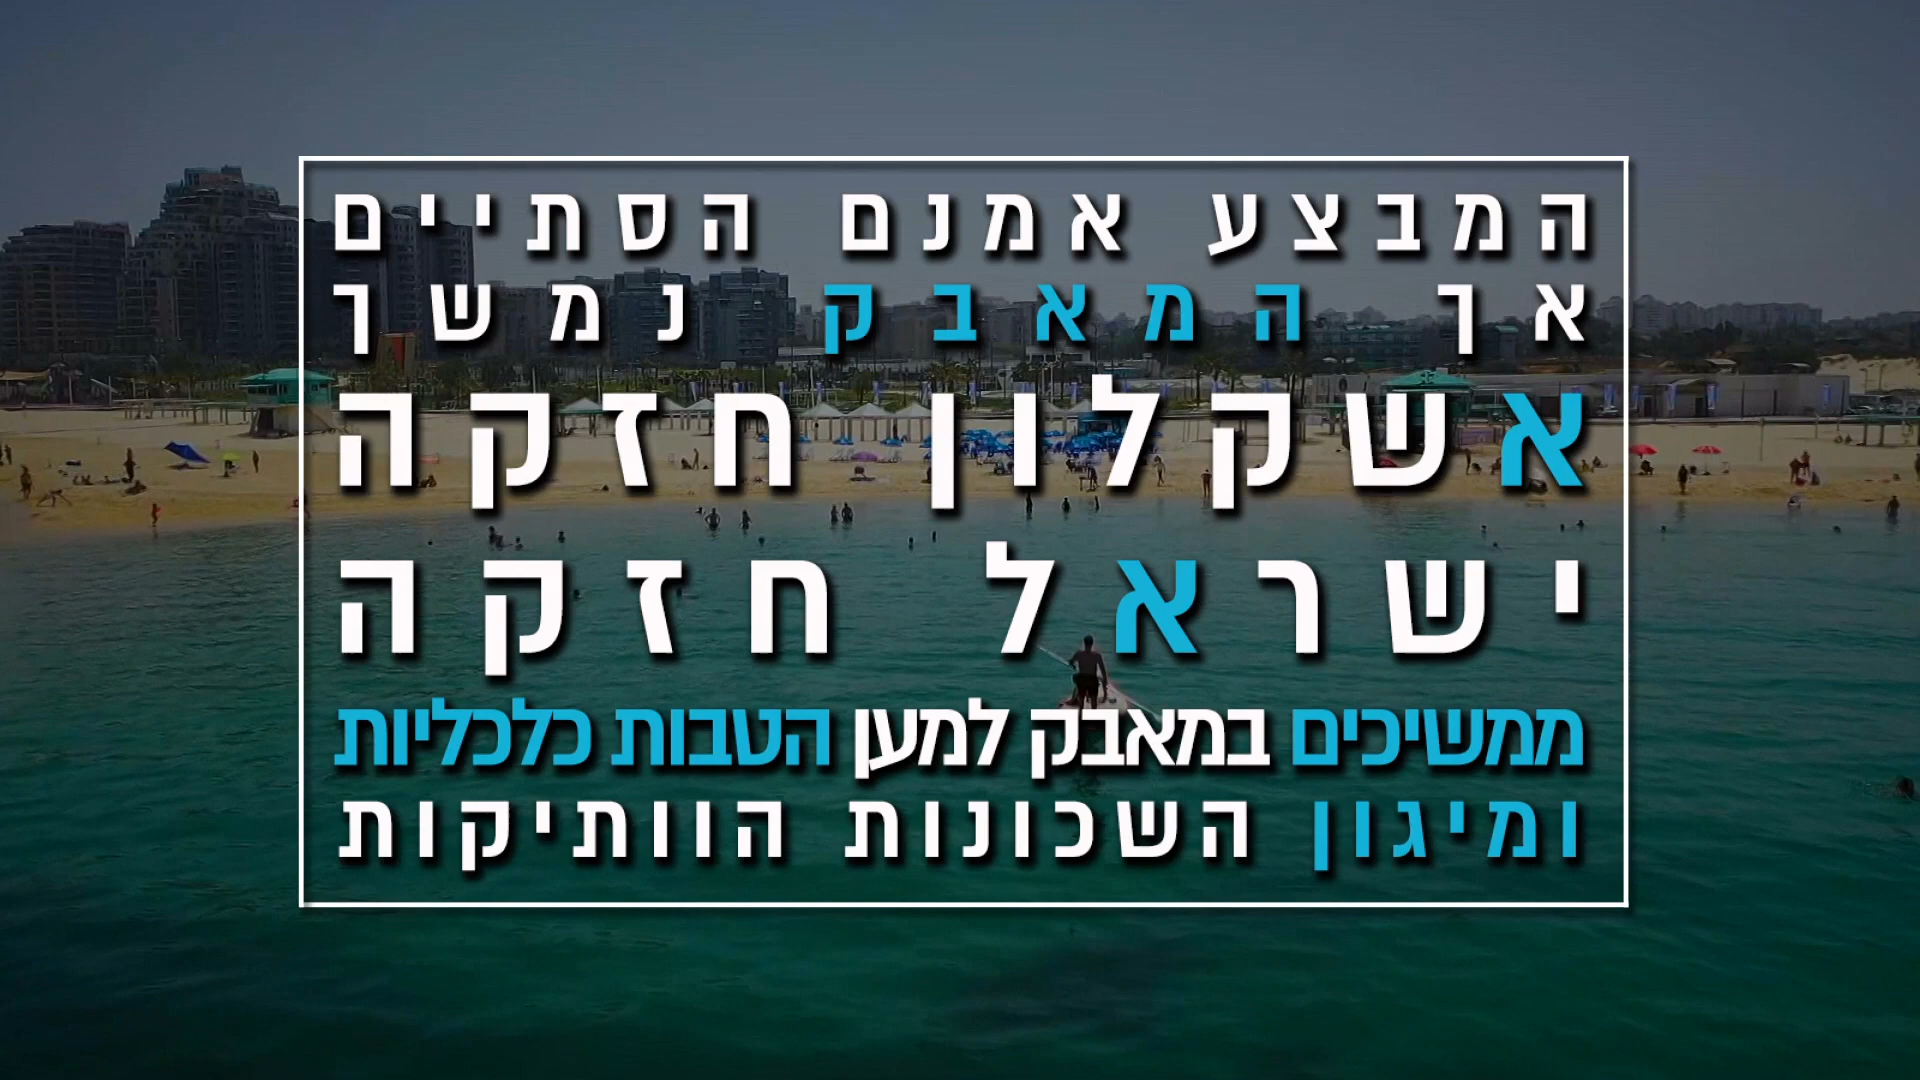 המבצע אמנם הסתיים
אך המאבק נמשך
אשקלון חזקה
ישראל חזקה
ממשיכים במאבק למען הטבות כלכליות
ומיגון השכונות הוותיקות